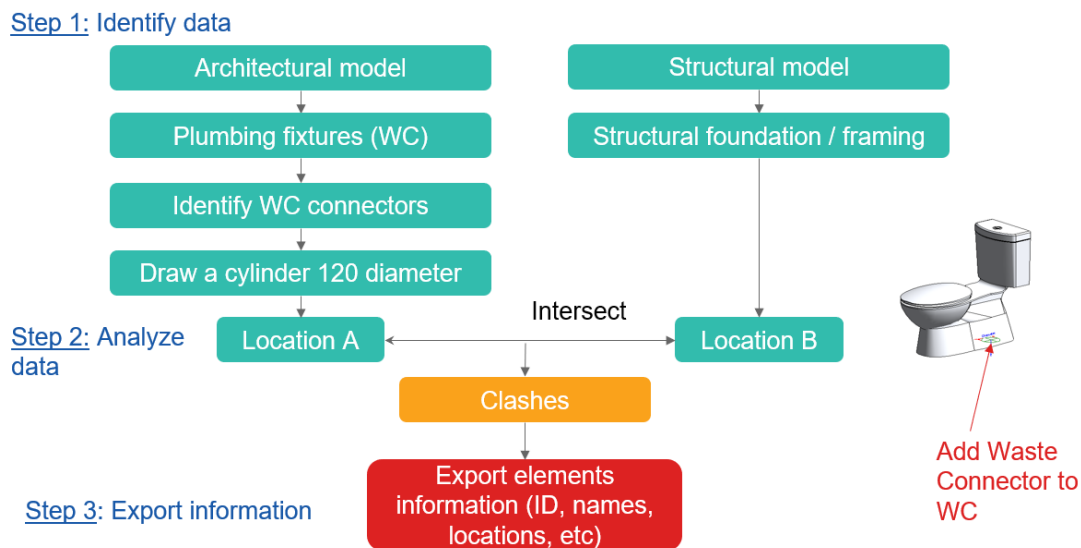 Step 1: Identify data
Architectural model
Structural model
Plumbing fixtures (WC)
Structural foundation / framing
Identify WC connectors
Draw a cylinder 120 diameter
Intersect
Step 2: Analyze
data
Location A
Location B
Clashes
Add Waste
Connector to
WC
Step 3: Export information
Export elements
information (ID, names,
locations, etc)